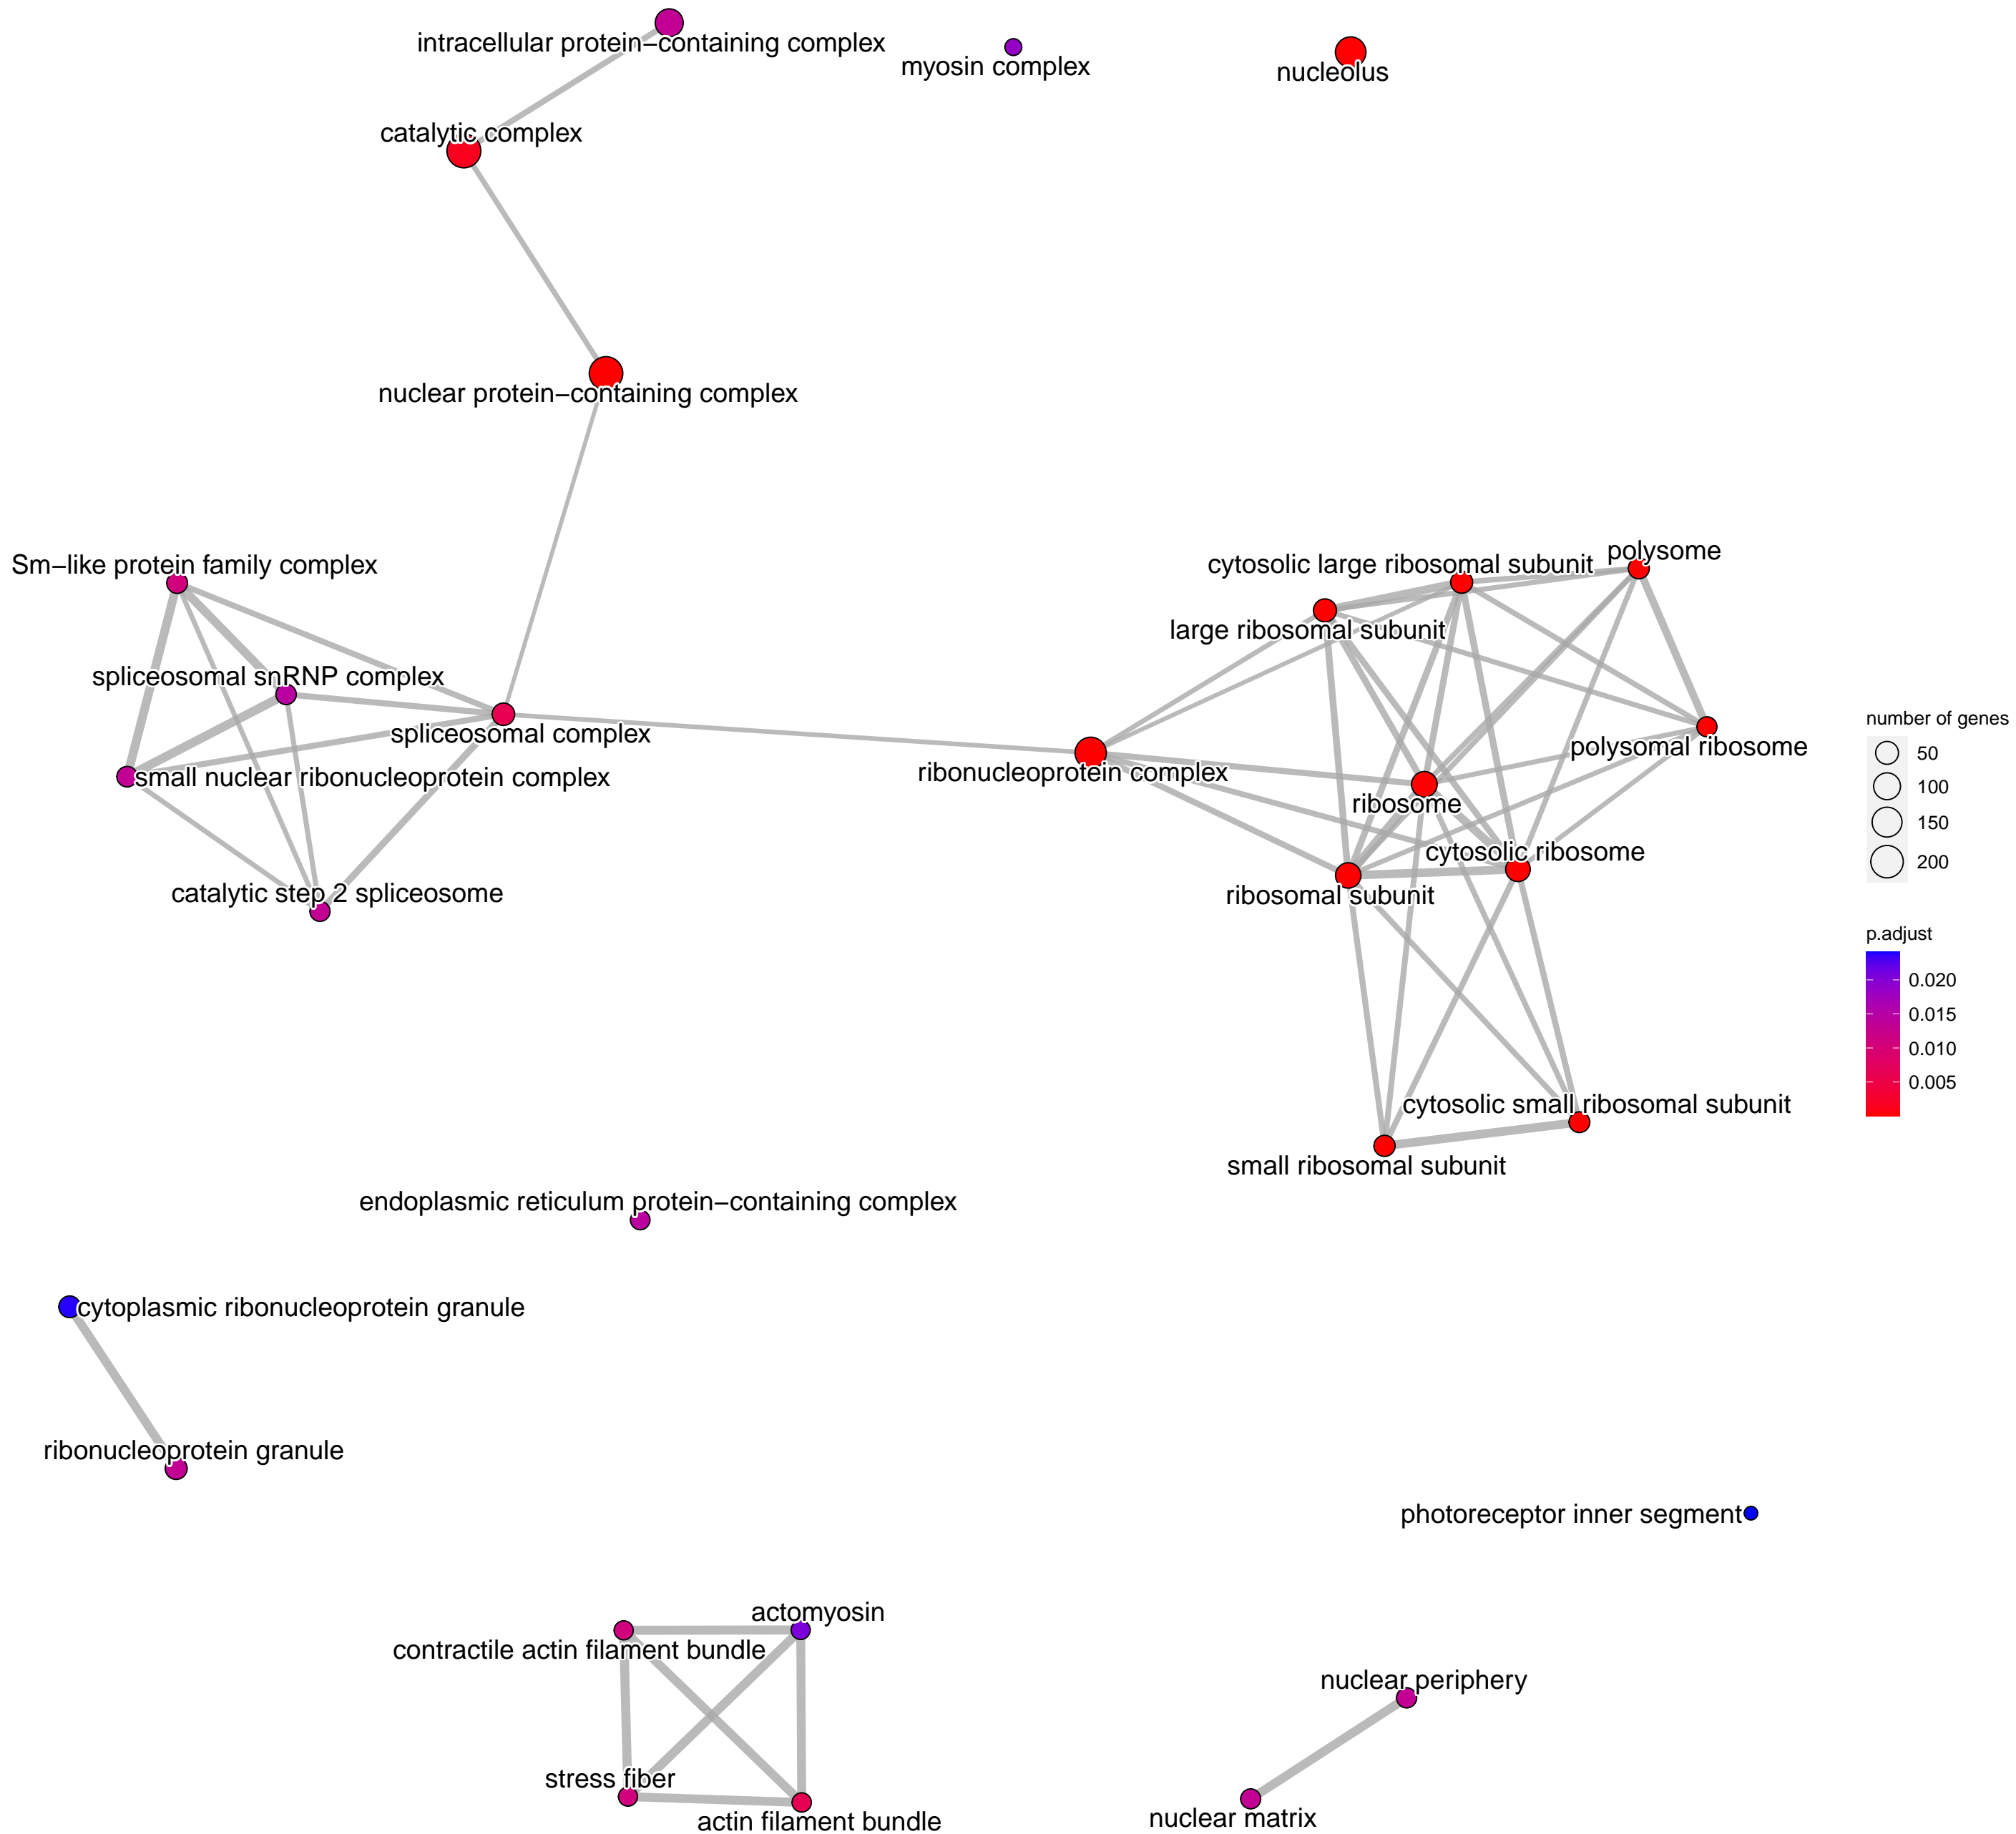 intracellular protein−containing complex
myosin complex
nucleolus
catalytic complex
nuclear protein−containing complex
Sm−like protein family complex
cytosolic large ribosomal subunit
polysome
large ribosomal subunit
spliceosomal snRNP complex
spliceosomal complex
polysomal ribosome
small nuclear ribonucleoprotein complex
ribonucleoprotein complex
ribosome
cytosolic ribosome
catalytic step 2 spliceosome
ribosomal subunit
cytosolic small ribosomal subunit
small ribosomal subunit
endoplasmic reticulum protein−containing complex
cytoplasmic ribonucleoprotein granule
ribonucleoprotein granule
photoreceptor inner segment
actomyosin
contractile actin filament bundle
nuclear periphery
stress fiber
actin filament bundle
nuclear matrix
number of genes
50
100
150
200
p.adjust
0.020
0.015
0.010
0.005